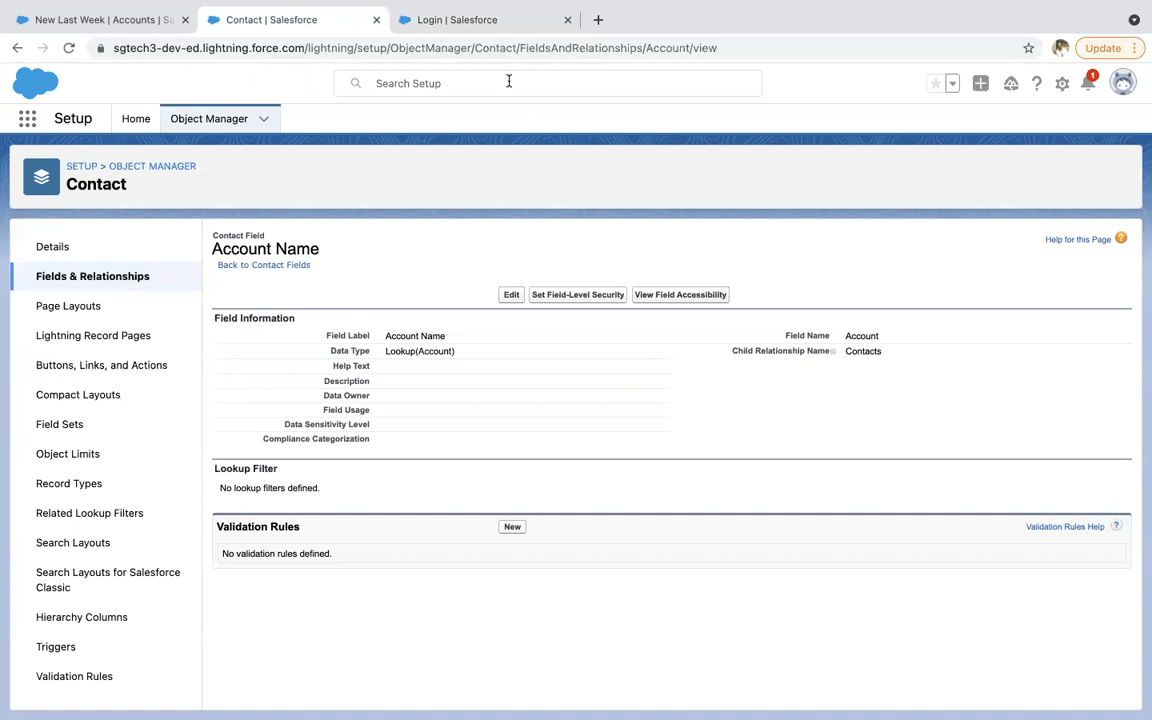 New Last Week | Accounts | Sa
Contact | Salesforce
Login | Salesforce
sgtech3-dev-ed.lightning.force.com/lightning/setup/ObjectManager/Contact/FieldsAndRelationships/Account/view
Update
Search Setup
1
Setup
Home
Object Manager
SETUP > OBJECT MANAGER
Contact
Details
Fields & Relationships
Page Layouts
Lightning Record Pages
Buttons, Links, and Actions
Compact Layouts
Field Sets
Object Limits
Record Types
Related Lookup Filters
Search Layouts
Search Layouts for Salesforce
Classic
Hierarchy Columns
Triggers
Validation Rules
Contact Field
Account Name
Back to Contact Fields
Help for this Page ?
Edit
Set Field-Level Security
View Field Accessibility
Field Information
Field Label Account Name Field Name Account
Data Type Lookup(Account) Child Relationship Name Contacts
Help Text
Description
Data Owner
Field Usage
Data Sensitivity Level
Compliance Categorization
Lookup Filter
No lookup filters defined.
Validation Rules
New
Validation Rules Help ?
No validation rules defined.